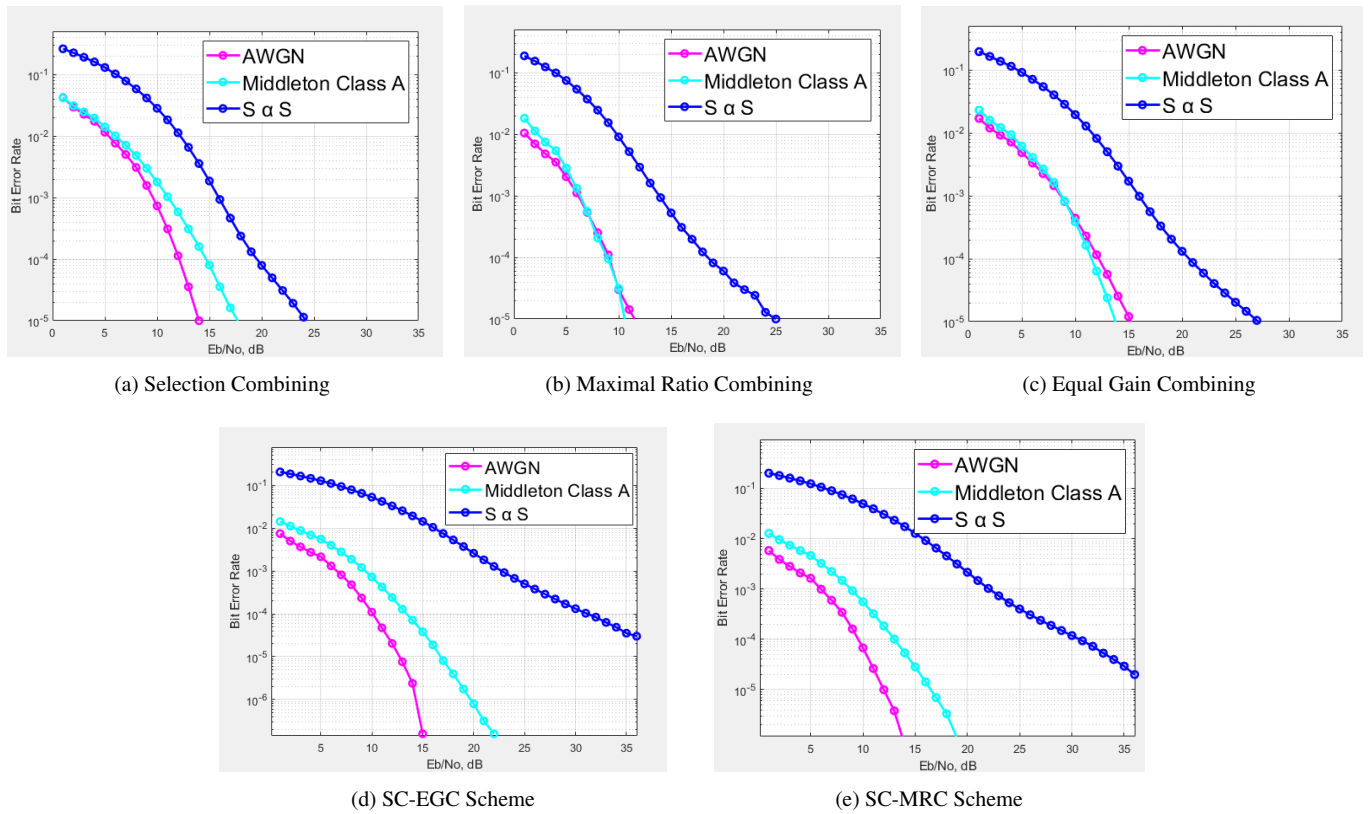 AWGN
Middleton Class A
S α S
10^-1
10^-2
10^-3
10^-4
10^-5
Bit Error Rate
0 5 10 15 20 25 30 35
Eb/No, dB
(a) Selection Combining
AWGN
Middleton Class A
S α S
10^-1
10^-2
10^-3
10^-4
10^-5
Bit Error Rate
0 5 10 15 20 25 30 35
Eb/No, dB
(b) Maximal Ratio Combining
AWGN
Middleton Class A
S α S
10^-1
10^-2
10^-3
10^-4
10^-5
Bit Error Rate
0 5 10 15 20 25 30 35
Eb/No, dB
(c) Equal Gain Combining
AWGN
Middleton Class A
S α S
10^-1
10^-2
10^-3
10^-4
10^-5
10^-6
Bit Error Rate
5 10 15 20 25 30 35
Eb/No, dB
(d) SC-EGC Scheme
AWGN
Middleton Class A
S α S
10^-1
10^-2
10^-3
10^-4
10^-5
Bit Error Rate
5 10 15 20 25 30 35
Eb/No, dB
(e) SC-MRC Scheme